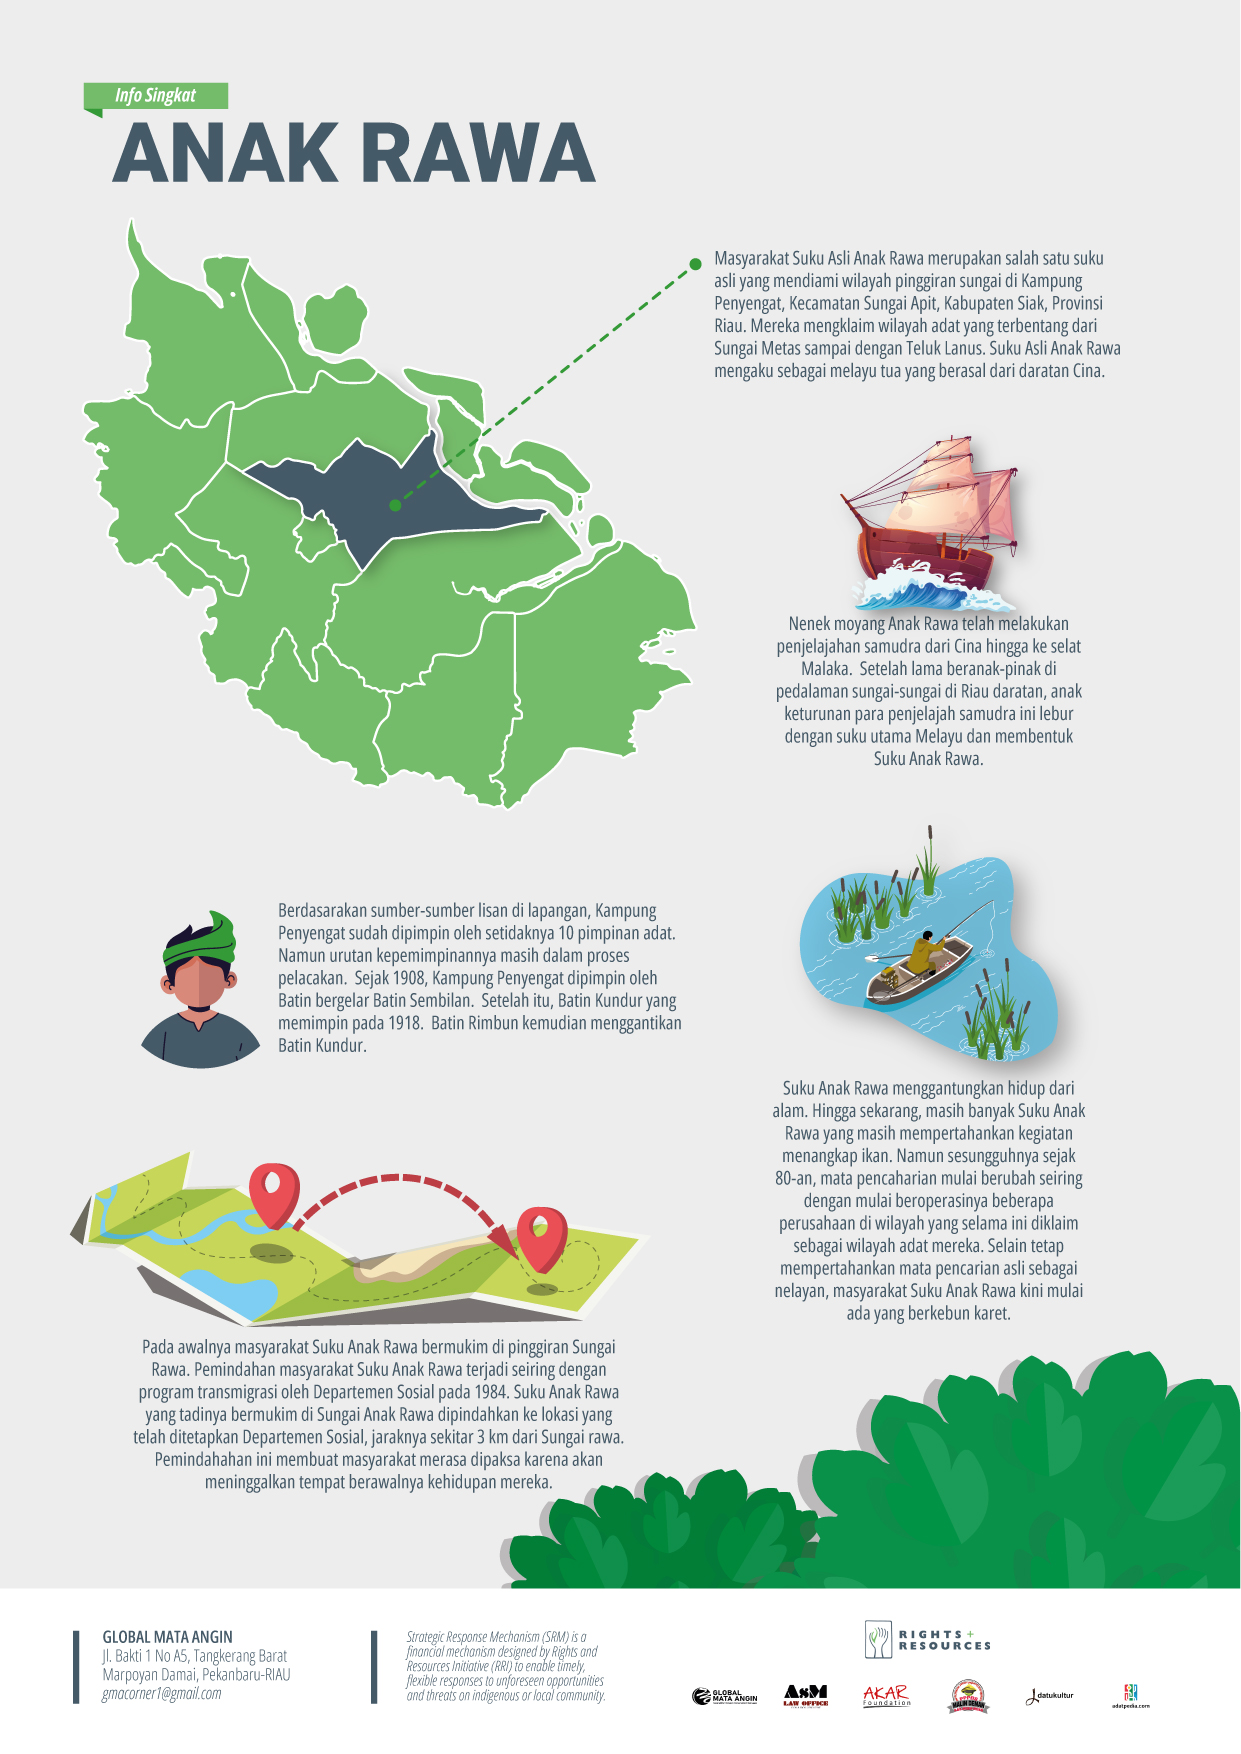 Info Singkat
ANAK RAWA
Masyarakat Suku Asli Anak Rawa merupakan salah satu suku
asli yang mendiami wilayah pinggiran sungai di Kampung
Penyengat, Kecamatan Sungai Apit, Kabupaten Siak, Provinsi
Riau. Mereka mengklaim wilayah adat yang terbentang dari
Sungai Metas sampai dengan Teluk Lanus. Suku Asli Anak Rawa
mengaku sebagai melayu tua yang berasal dari daratan Cina.
Nenek moyang Anak Rawa telah melakukan
penjelajahan samudra dari Cina hingga ke selat
Malaka. Setelah lama beranak-pinak di
pedalaman sungai-sungai di Riau daratan, anak
keturunan para penjelajah samudra ini lebur
dengan suku utama Melayu dan membentuk
Suku Anak Rawa.
Berdasarakan sumber-sumber lisan di lapangan, Kampung
Penyengat sudah dipimpin oleh setidaknya 10 pimpinan adat.
Namun urutan kepemimpinannya masih dalam proses
pelacakan. Sejak 1908, Kampung Penyengat dipimpin oleh
Batin bergelar Batin Sembilan. Setelah itu, Batin Kundur yang
memimpin pada 1918. Batin Rimbun kemudian menggantikan
Batin Kundur.
Suku Anak Rawa menggantungkan hidup dari
alam. Hingga sekarang, masih banyak Suku Anak
Rawa yang masih mempertahankan kegiatan
menangkap ikan. Namun sesungguhnya sejak
80-an, mata pencaharian mulai berubah seiring
dengan mulai beroperasinya beberapa
perusahaan di wilayah yang selama ini diklaim
sebagai wilayah adat mereka. Selain tetap
mempertahankan mata pencarian asli sebagai
nelayan, masyarakat Suku Anak Rawa kini mulai
ada yang berkebun karet.
Pada awalnya masyarakat Suku Anak Rawa bermukim di pinggiran Sungai
Rawa. Pemindahan masyarakat Suku Anak Rawa terjadi seiring dengan
program transmigrasi oleh Departemen Sosial pada 1984. Suku Anak Rawa
yang tadinya bermukim di Sungai Anak Rawa dipindahkan ke lokasi yang
telah ditetapkan Departemen Sosial, jaraknya sekitar 3 km dari Sungai rawa.
Pemindahahan ini membuat masyarakat merasa dipaksa karena akan
meninggalkan tempat berawalnya kehidupan mereka.
GLOBAL MATA ANGIN
Jl. Bakti 1 No A5, Tangkerang Barat
Marpoyan Damai, Pekanbaru-RIAU
gmacorner1@gmail.com
Strategic Response Mechanism (SRM) is a
financial mechanism designed by Rights and
Resources Initiative (RRI) to enable timely,
flexible responses to unforeseen opportunities
and threats on indigenous or local community.
RIGHTS +
RESOURCES
GLOBAL
MATA ANGIN
AsM
LAW OFFICE
AKAR
Foundation
MALIN DEMAN
datukultur
adatpedia.com